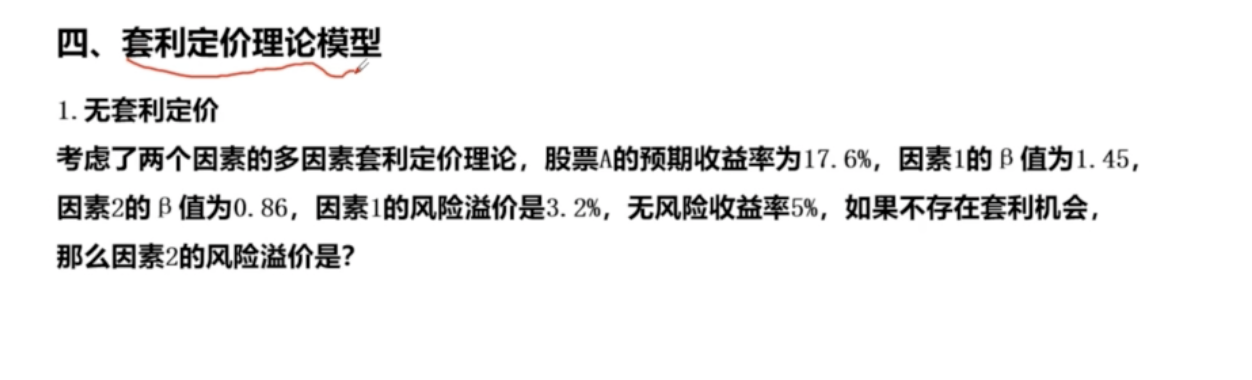 四、套利定价理论模型
1.无套利定价
考虑了两个因素的多因素套利定价理论，股票A的预期收益率为17.6%，因素1的β值为1.45，
因素2的β值为0.86，因素1的风险溢价是3.2%，无风险收益率5%，如果不存在套利机会，
那么因素2的风险溢价是？